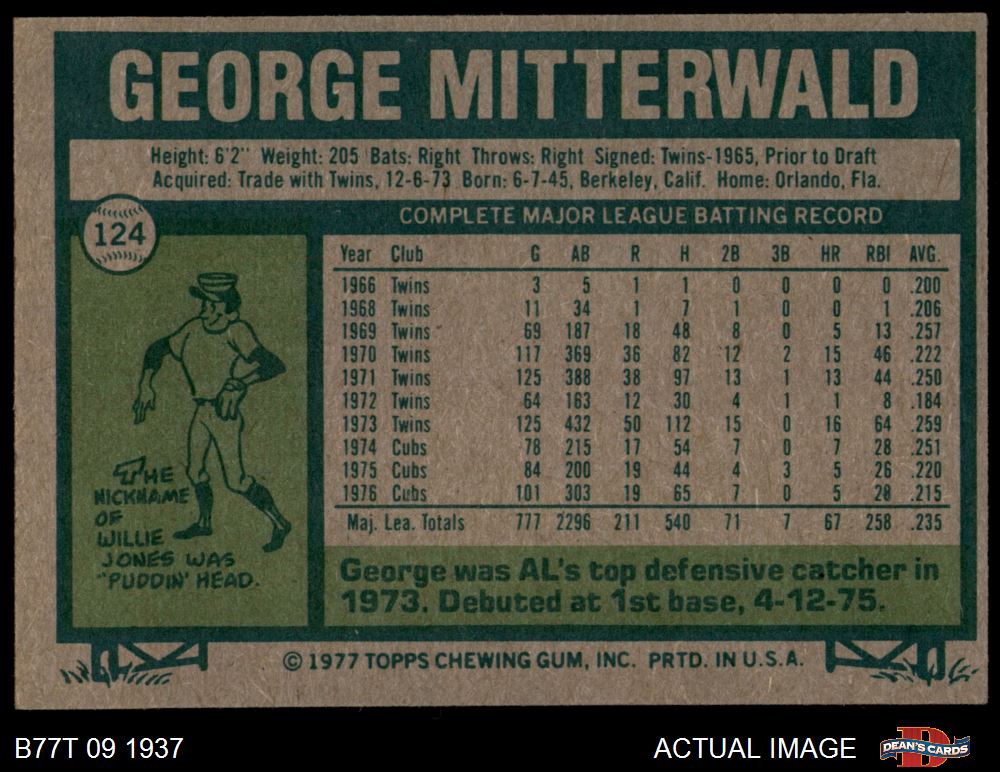 GEORGE MITTERWALD
Height: 6'2" Weight: 205 Bats: Right Throws: Right Signed: Twins-1965, Prior to Draft
Acquired: Trade with Twins, 12-6-73 Born: 6-7-45, Berkeley, Calif. Home: Orlando, Fla.
124
COMPLETE MAJOR LEAGUE BATTING RECORD
Year Club G AB R H 2B 3B HR RBI AVG.
1966 Twins 3 5 1 1 0 0 0 0 .200
1968 Twins 11 34 1 7 1 0 0 1 .206
1969 Twins 69 187 18 48 8 0 5 13 .257
1970 Twins 117 369 36 82 12 2 15 46 .222
1971 Twins 125 388 38 97 13 1 13 44 .250
1972 Twins 64 163 12 30 4 1 1 8 .184
1973 Twins 125 432 50 112 15 0 16 64 .259
1974 Cubs 78 215 17 54 7 0 7 28 .251
1975 Cubs 84 200 19 44 4 3 5 26 .220
1976 Cubs 101 303 19 65 7 0 5 28 .215
Maj. Lea. Totals 777 2296 211 540 71 7 67 258 .235
THE
NICKNAME
OF
WILLIE
JONES WAS
"PUDDIN' HEAD.
George was AL's top defensive catcher in
1973. Debuted at 1st base, 4-12-75.
© 1977 TOPPS CHEWING GUM, INC. PRTD. IN U.S.A.
B77T 09 1937
ACTUAL IMAGE
D
DEAN'S CARDS